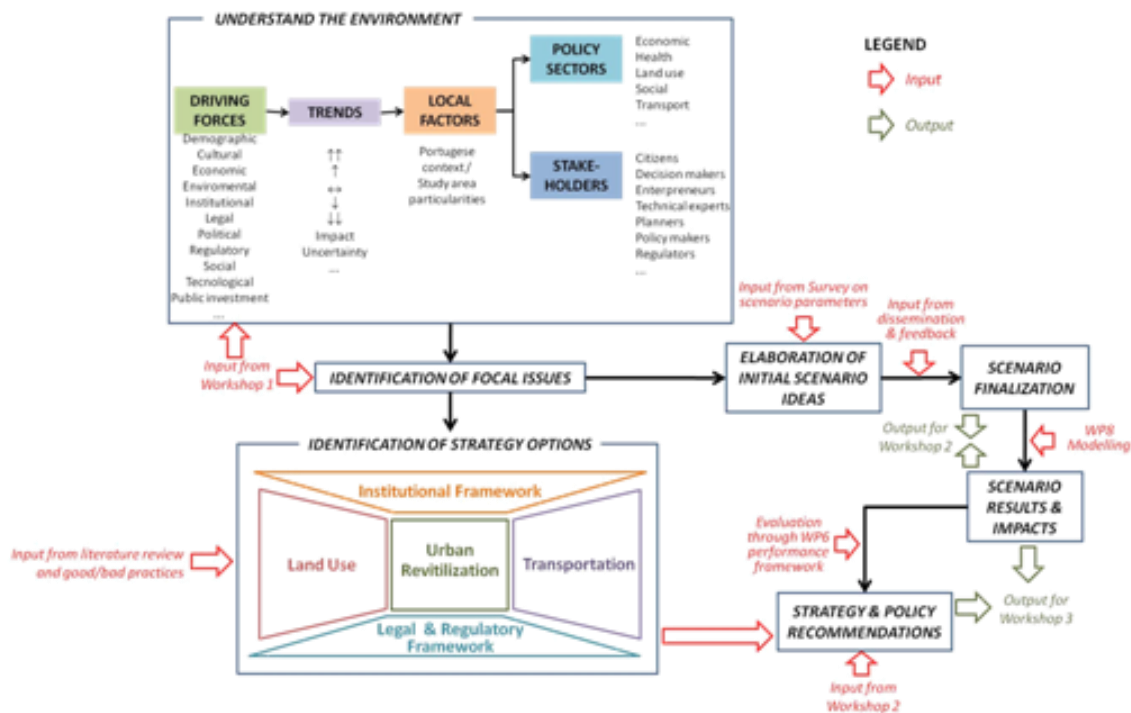 UNDERSTAND THE ENVIRONMENT
DRIVING
FORCES
Demographic
Cultural
Economic
Enviromental
Institutional
Legal
Political
Regulatory
Social
Tecnological
Public investment
...
TRENDS
↑↑
↑
↔
↓
↓↓
Impact
Uncertainty
...
LOCAL
FACTORS
Portugese
context/
Study area
particularities
POLICY
SECTORS
Economic
Health
Land use
Social
Transport
...
STAKE-
HOLDERS
Citizens
Decision makers
Enterpreneurs
Technical experts
Planners
Policy makers
Regulators
...
LEGEND
Input
Output
Input from
Workshop 1
IDENTIFICATION OF FOCAL ISSUES
Input from Survey on
scenario parameters
ELABORATION OF
INITIAL SCENARIO
IDEAS
Input from
dissemination
& feedback
SCENARIO
FINALIZATION
Output for
Workshop 2
WP8
Modelling
SCENARIO
RESULTS &
IMPACTS
IDENTIFICATION OF STRATEGY OPTIONS
Institutional Framework
Land Use
Urban
Revitilization
Transportation
Legal & Regulatory
Framework
Input from literature review
and good/bad practices
Evaluation
through WP6
performance
framework
STRATEGY & POLICY
RECOMMENDATIONS
Output for
Workshop 3
Input from
Workshop 2